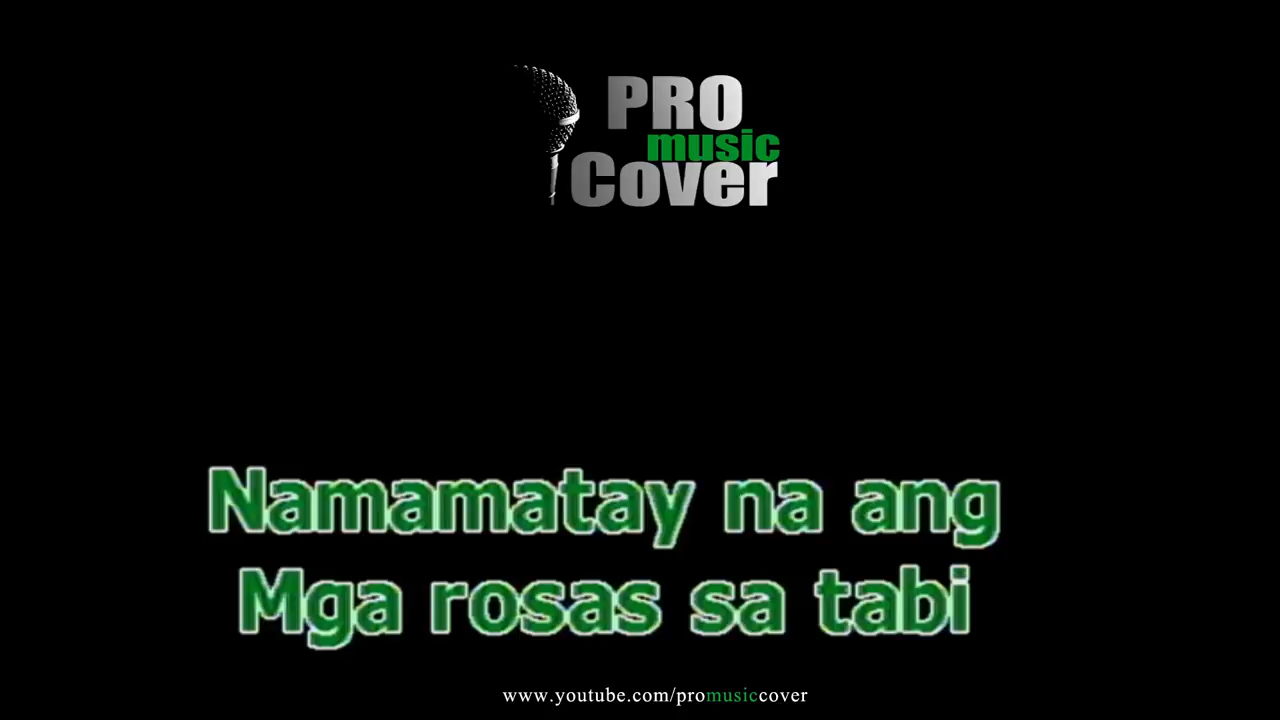 PRO
music
Cover
Namamatay na ang
Mga rosas sa tabi
www.youtube.com/promusiccover